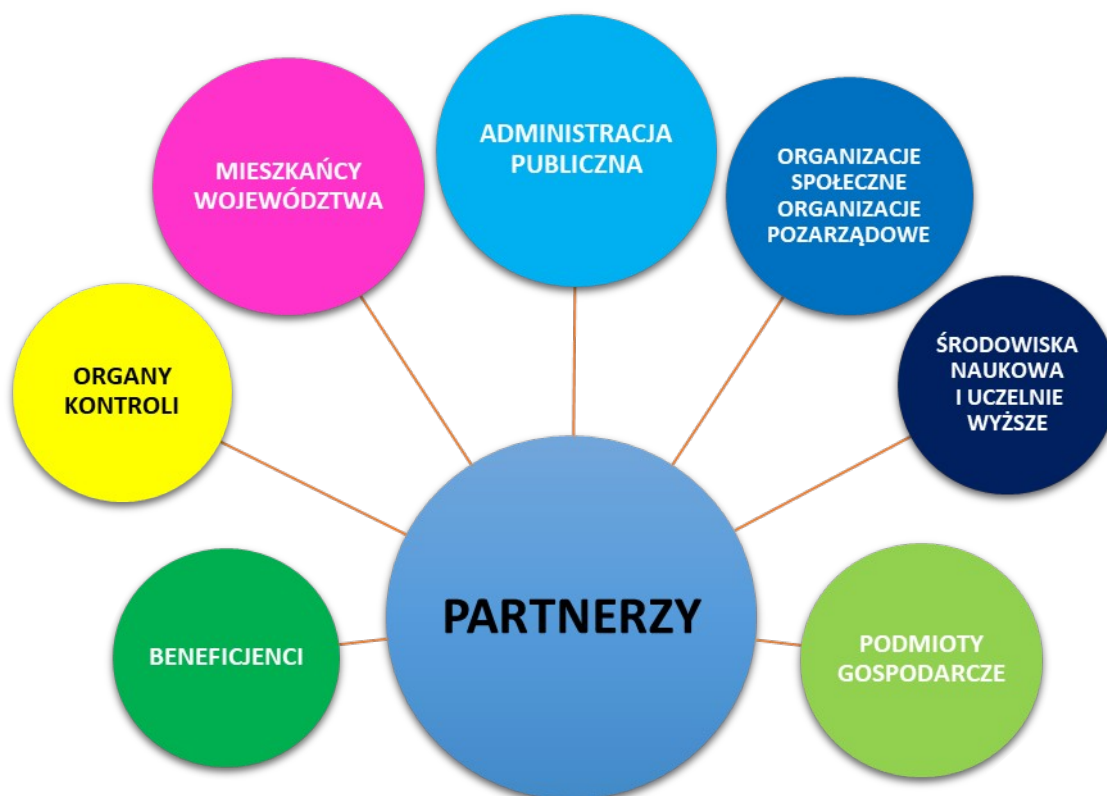 ADMINISTRACJA
PUBLICZNA
MIESZKAŃCY
WOJEWÓDZTWA
ORGANIZACJE
SPOŁECZNE
ORGANIZACJE
POZARZĄDOWE
ORGANY
KONTROLI
ŚRODOWISKA
NAUKOWA
I UCZELNIE
WYŻSZE
PARTNERZY
BENEFICJENCI
PODMIOTY
GOSPODARCZE